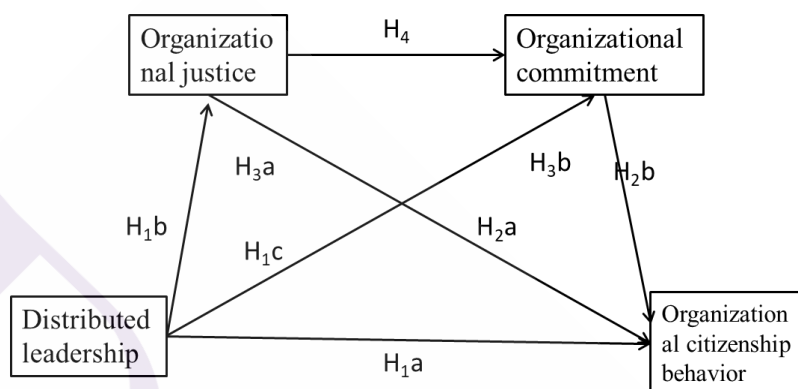 Organizatio
nal justice
H₄
Organizational
commitment
H₃a
H₃b
H₂b
H₁b
H₁c
H₂a
Distributed
leadership
H₁a
Organization
al citizenship
behavior